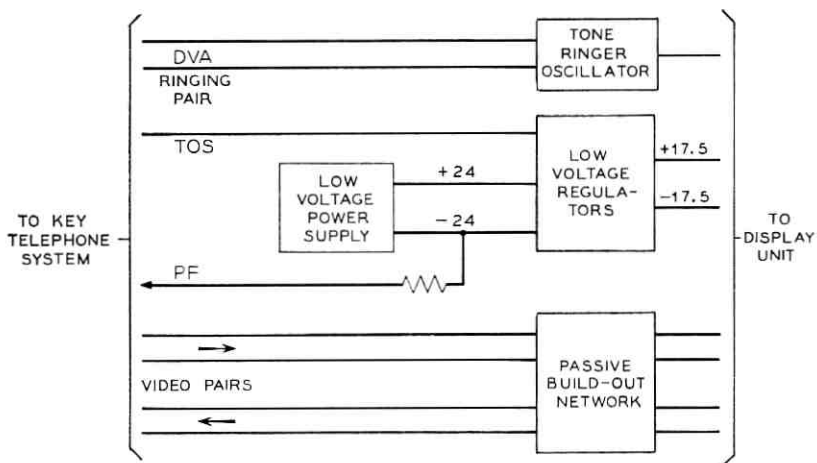 DVA
RINGING
PAIR
TONE
RINGER
OSCILLATOR
TOS
LOW
VOLTAGE
POWER
SUPPLY
+24
-24
LOW
VOLTAGE
REGULA-
TORS
+17.5
-17.5
TO KEY
TELEPHONE
SYSTEM
TO
DISPLAY
UNIT
PF
VIDEO PAIRS
PASSIVE
BUILD-OUT
NETWORK